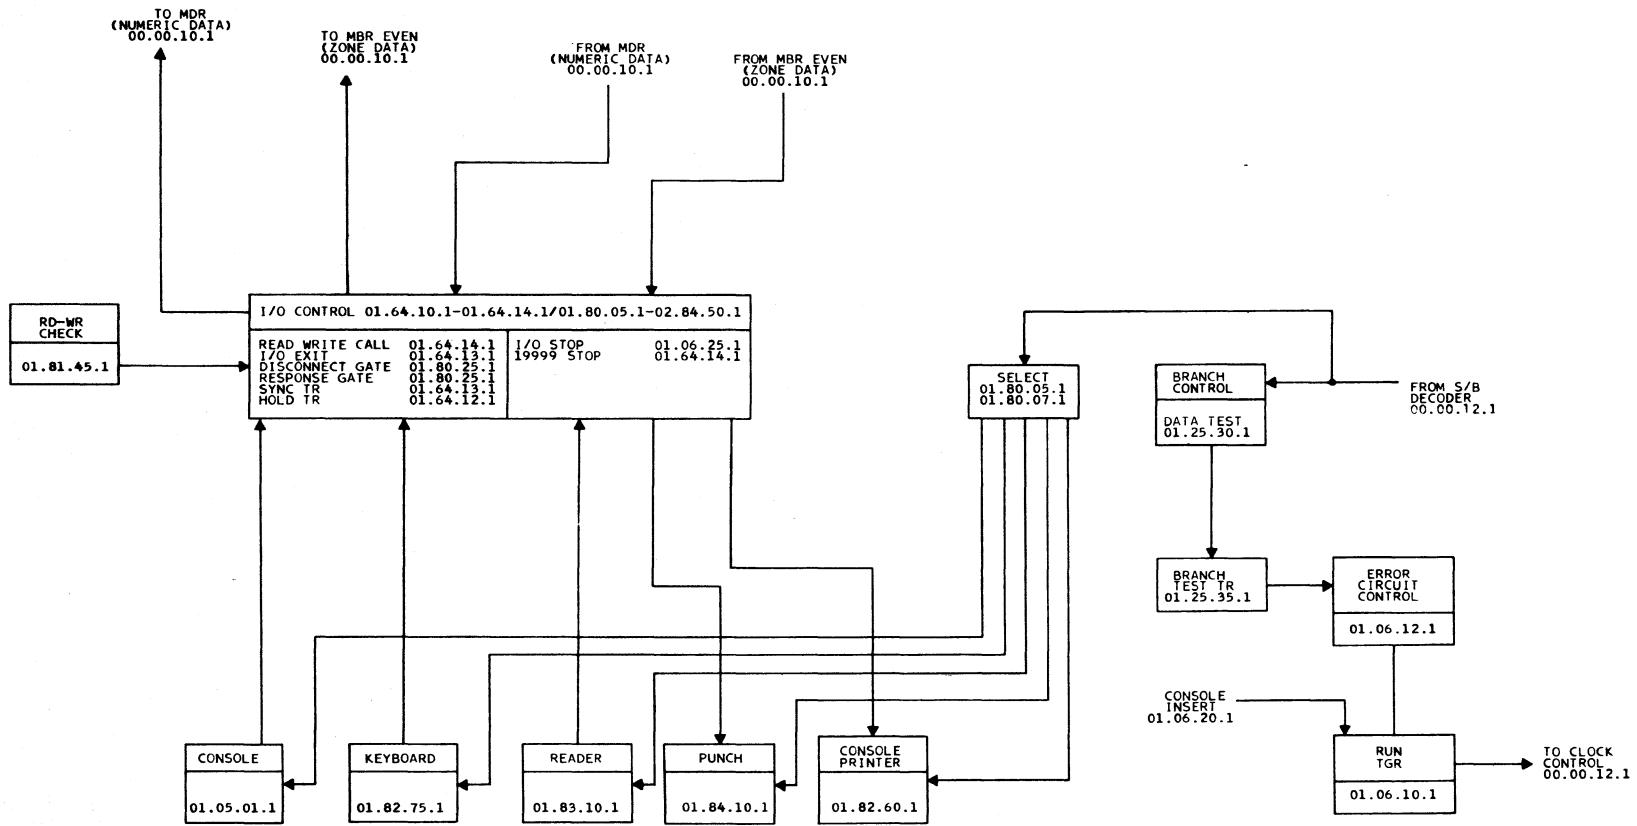 TO MDR
(NUMERIC DATA)
00.00.10.1
TO MBR EVEN
(ZONE DATA)
00.00.10.1
FROM MDR
(NUMERIC DATA)
00.00.10.1
FROM MBR EVEN
(ZONE DATA)
00.00.10.1
RD-WR
CHECK
01.81.45.1
I/O CONTROL 01.64.10.1-01.64.14.1/01.80.05.1-02.84.50.1
READ WRITE CALL 01.64.14.1
I/O EXIT 01.64.13.1
DISCONNECT GATE 01.80.25.1
RESPONSE GATE 01.80.25.1
SYNC TR 01.64.13.1
HOLD TR 01.64.12.1
I/O STOP 01.06.25.1
19999 STOP 01.64.14.1
SELECT
01.80.05.1
01.80.07.1
BRANCH
CONTROL
DATA TEST
01.25.30.1
FROM S/B
DECODER
00.00.12.1
BRANCH
TEST TR
01.25.35.1
ERROR
CIRCUIT
CONTROL
01.06.12.1
CONSOLE
INSERT
01.06.20.1
RUN
TGR
01.06.10.1
TO CLOCK
CONTROL
00.00.12.1
CONSOLE
01.05.01.1
KEYBOARD
01.82.75.1
READER
01.83.10.1
PUNCH
01.84.10.1
CONSOLE
PRINTER
01.82.60.1